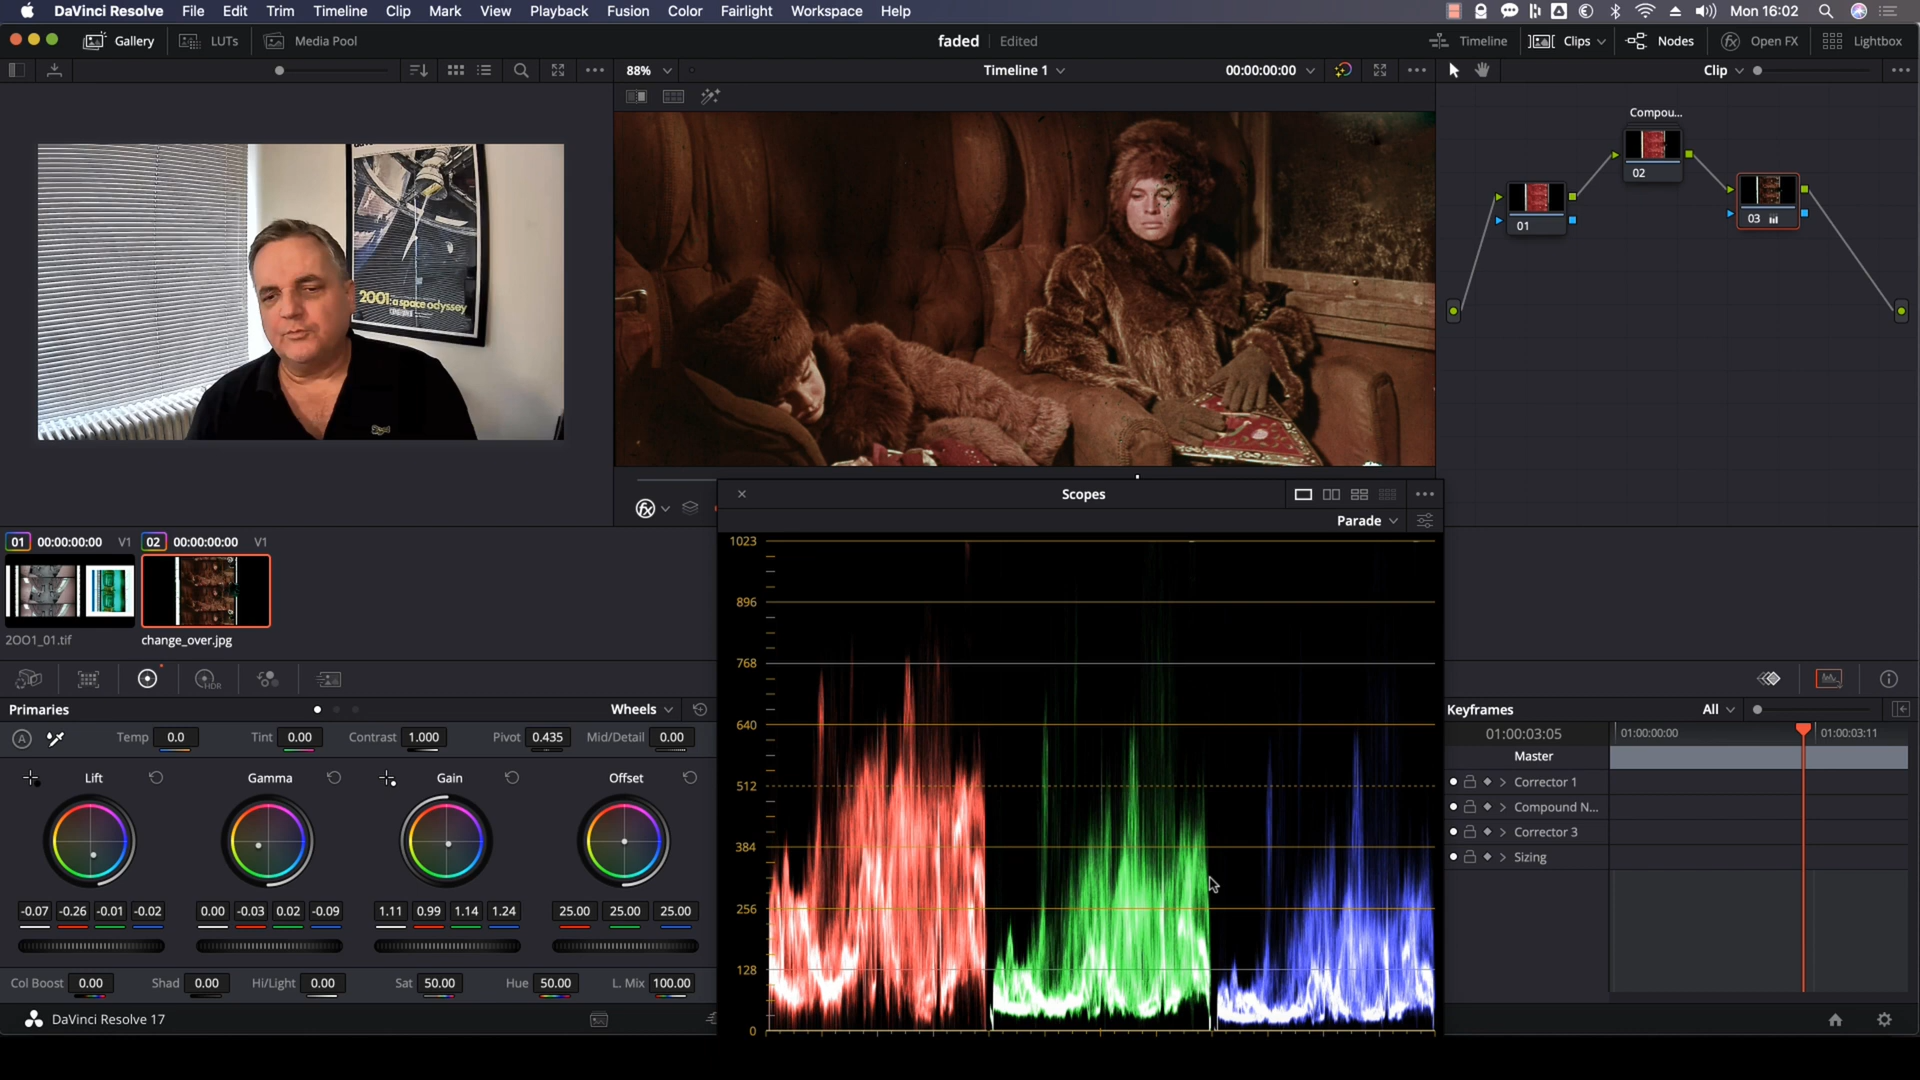 DaVinci Resolve File Edit Trim Timeline Clip Mark View Playback Fusion Color Fairlight Workspace Help Mon 16:02
Gallery LUTs Media Pool faded Edited Timeline Clips Nodes Open FX Lightbox
88% Timeline 1 00:00:00:00 Clip
Compou...
02
01
03
2001: a space odyssey
Scopes
Parade
01 00:00:00:00 V1 02 00:00:00:00 V1
2OO1_01.tif change_over.jpg
1023
896
768
640
512
384
256
128
0
HDR
Primaries Wheels
A Temp 0.0 Tint 0.00 Contrast 1.000 Pivot 0.435 Mid/Detail 0.00
Lift Gamma Gain Offset
-0.07 -0.26 -0.01 -0.02 0.00 -0.03 0.02 -0.09 1.11 0.99 1.14 1.24 25.00 25.00 25.00
Col Boost 0.00 Shad 0.00 Hi/Light 0.00 Sat 50.00 Hue 50.00 L. Mix 100.00
DaVinci Resolve 17
Keyframes All
01:00:03:05 01:00:00:00 01:00:03:11
Master
Corrector 1
Compound N...
Corrector 3
Sizing